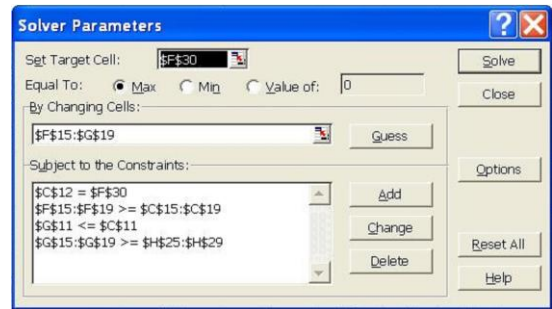 Solver Parameters
Set Target Cell: $F$30 Solve
Equal To: Max Min Value of: 0 Close
By Changing Cells:
$F$15:$G$19 Guess
Subject to the Constraints: Options
$C$12 = $F$30 Add
$F$15:$F$19 >= $C$15:$C$19
$G$11 <= $C$11 Change
$G$15:$G$19 >= $H$25:$H$29 Reset All
Delete
Help